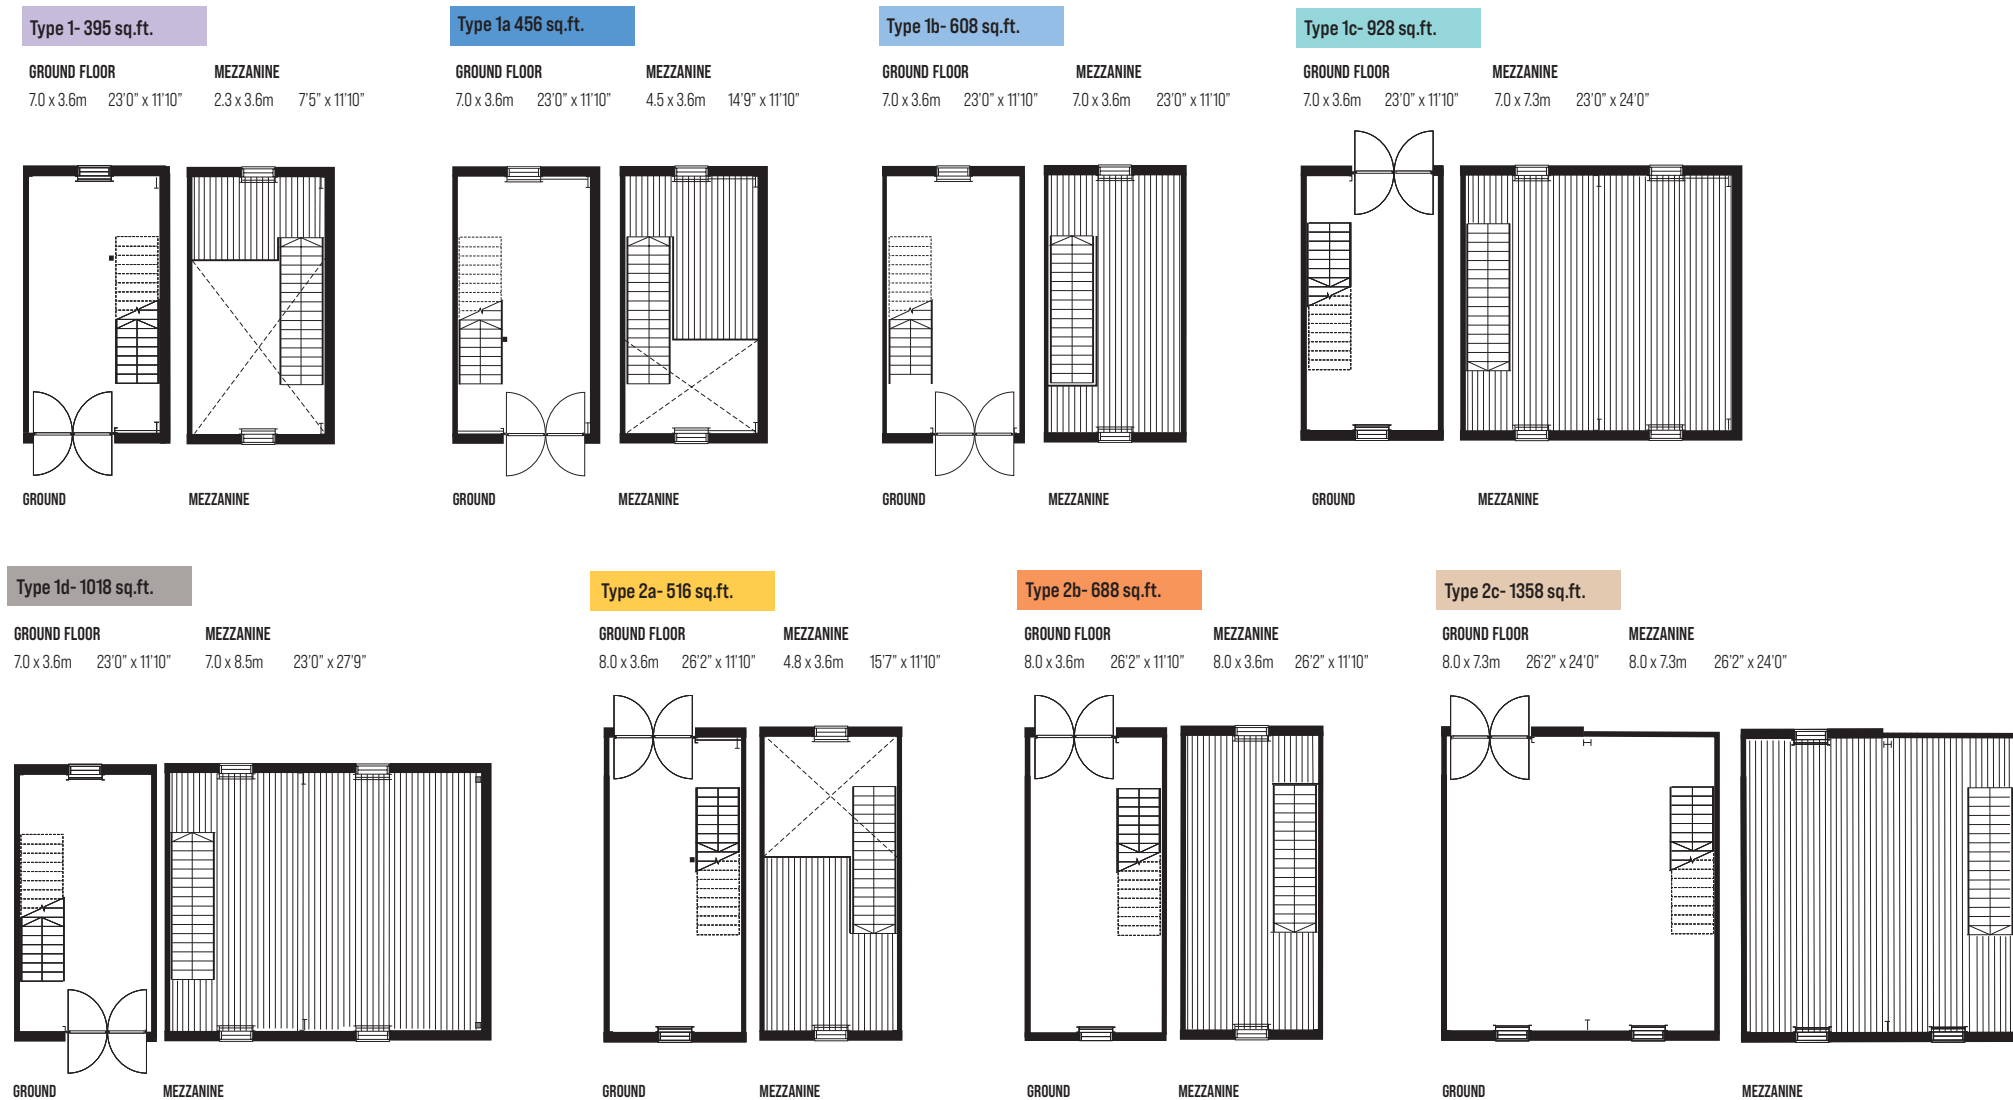 Type 1- 395 sq.ft.
GROUND FLOOR MEZZANINE
7.0 x 3.6m 23'0" x 11'10" 2.3 x 3.6m 7'5" x 11'10"
GROUND MEZZANINE
Type 1a 456 sq.ft.
GROUND FLOOR MEZZANINE
7.0 x 3.6m 23'0" x 11'10" 4.5 x 3.6m 14'9" x 11'10"
GROUND MEZZANINE
Type 1b- 608 sq.ft.
GROUND FLOOR MEZZANINE
7.0 x 3.6m 23'0" x 11'10" 7.0 x 3.6m 23'0" x 11'10"
GROUND MEZZANINE
Type 1c- 928 sq.ft.
GROUND FLOOR MEZZANINE
7.0 x 3.6m 23'0" x 11'10" 7.0 x 7.3m 23'0" x 24'0"
GROUND MEZZANINE
Type 1d- 1018 sq.ft.
GROUND FLOOR MEZZANINE
7.0 x 3.6m 23'0" x 11'10" 7.0 x 8.5m 23'0" x 27'9"
GROUND MEZZANINE
Type 2a- 516 sq.ft.
GROUND FLOOR MEZZANINE
8.0 x 3.6m 26'2" x 11'10" 4.8 x 3.6m 15'7" x 11'10"
GROUND MEZZANINE
Type 2b- 688 sq.ft.
GROUND FLOOR MEZZANINE
8.0 x 3.6m 26'2" x 11'10" 8.0 x 3.6m 26'2" x 11'10"
GROUND MEZZANINE
Type 2c- 1358 sq.ft.
GROUND FLOOR MEZZANINE
8.0 x 7.3m 26'2" x 24'0" 8.0 x 7.3m 26'2" x 24'0"
GROUND MEZZANINE